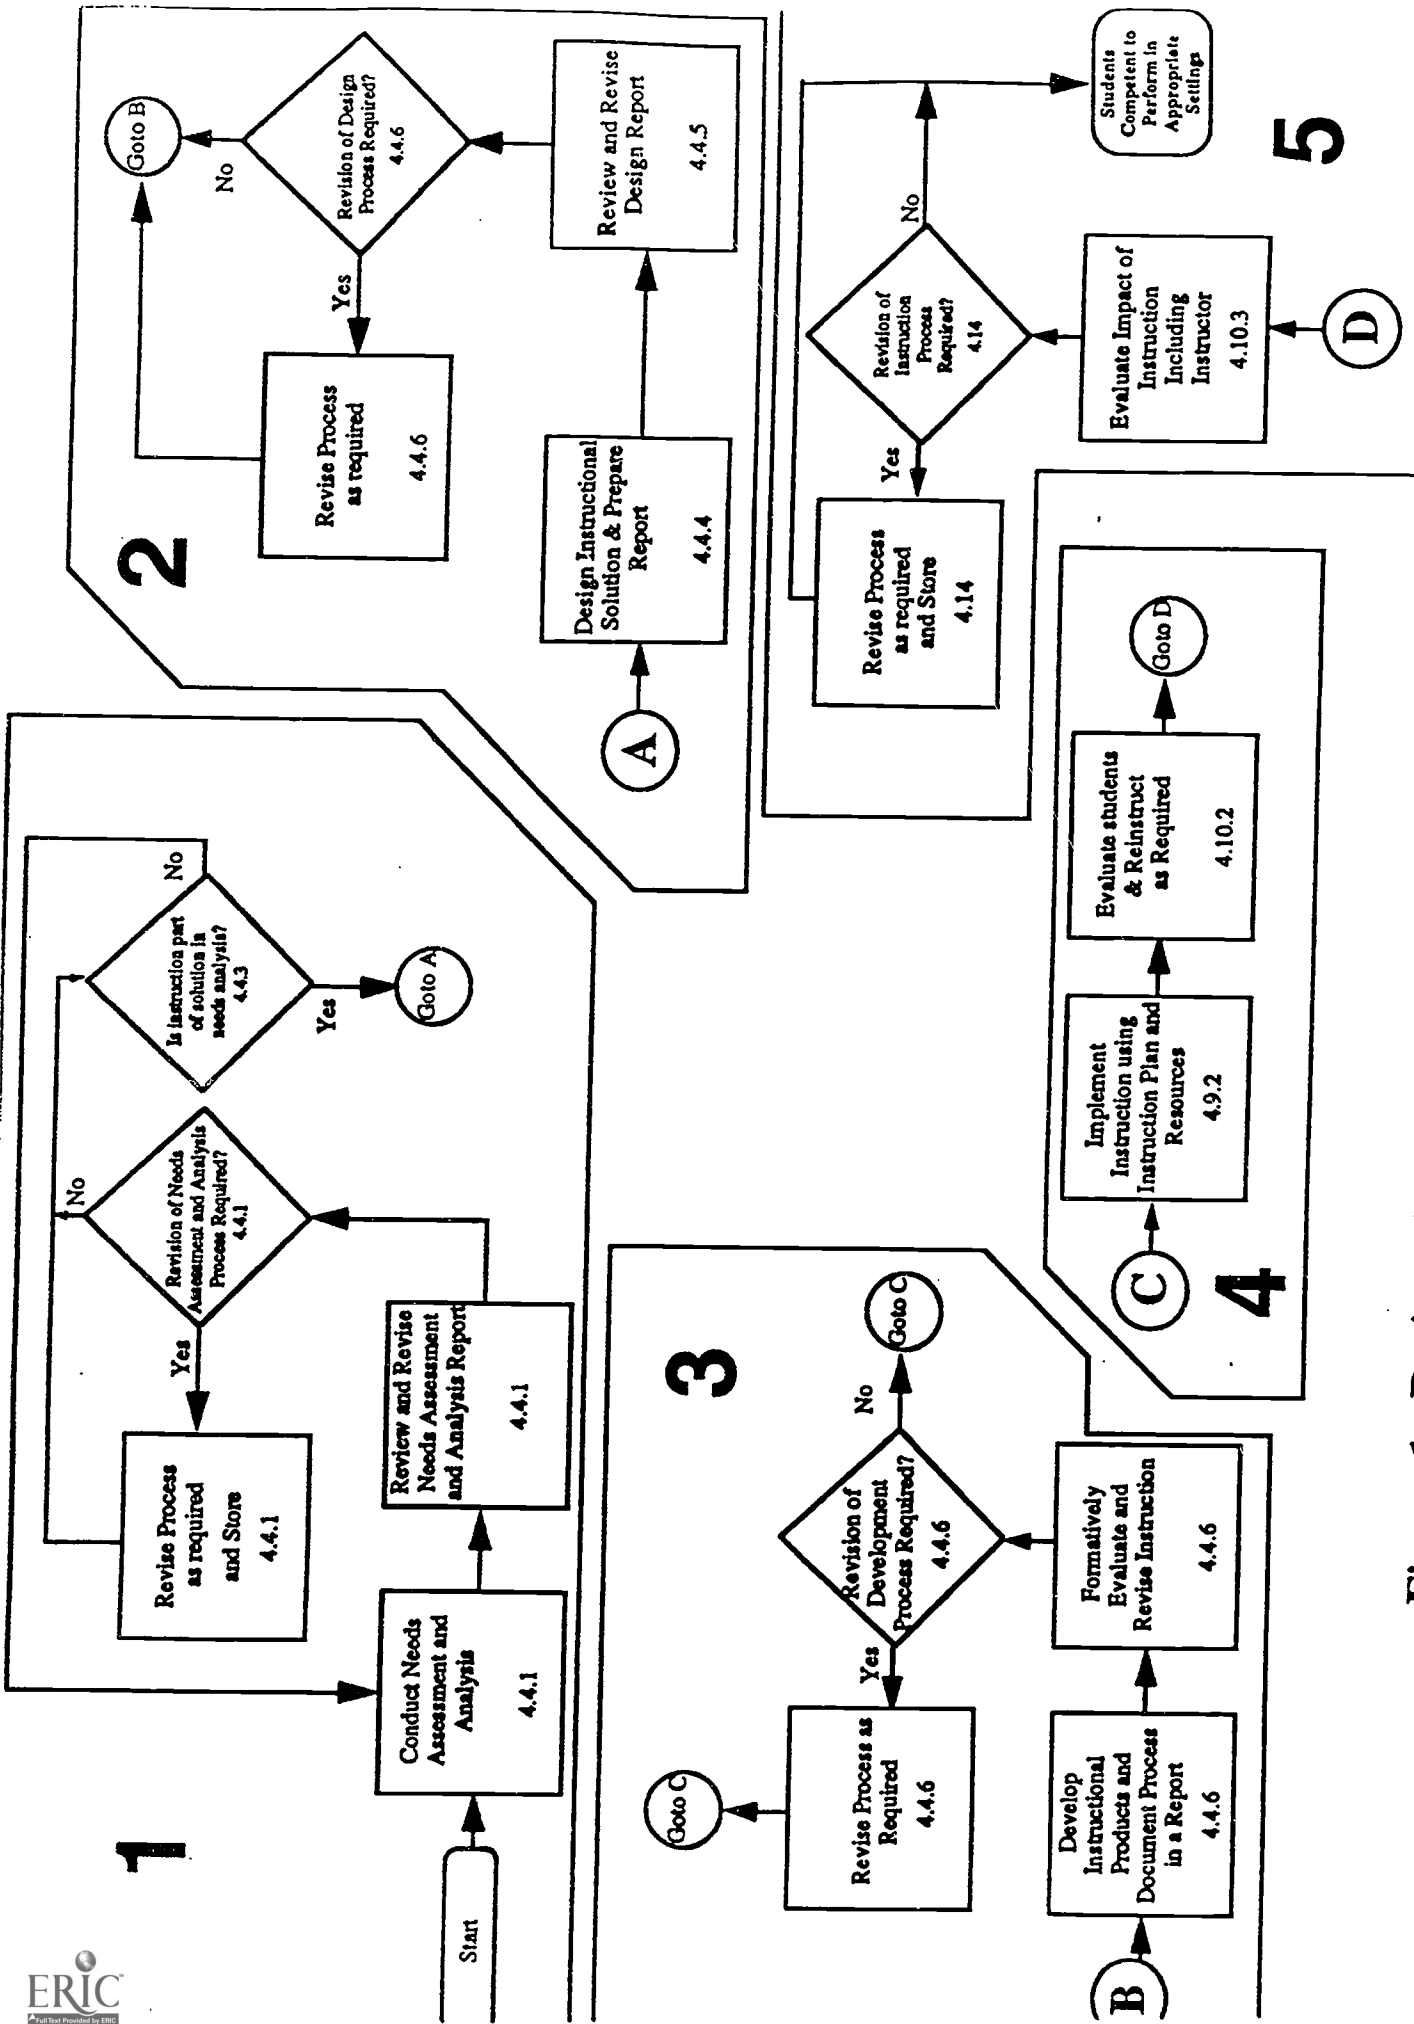 1
Start
Conduct Needs
Assessment and
Analysis
4.4.1
Review and Revise
Needs Assessment
and Analysis Report
4.4.1
Revision of Needs
Assessment and Analysis
Process Required?
4.4.1
Yes
No
Revise Process
as required
and Store
4.4.1
Is instruction part
of solution in
needs analysis?
4.4.3
No
Yes
Goto A
2
A
Design Instructional
Solution & Prepare
Report
4.4.4
Review and Revise
Design Report
4.4.5
Revision of Design
Process Required?
4.4.6
Yes
No
Revise Process
as required
4.4.6
Goto B
3
B
Develop
Instructional
Products and
Document Process
in a Report
4.4.6
Formatively
Evaluate and
Revise Instruction
4.4.6
Revision of
Development
Process Required?
4.4.6
Yes
No
Revise Process as
Required
4.4.6
Goto C
Goto C
4
C
Implement
Instruction using
Instruction Plan and
Resources
4.9.2
Evaluate students
& Reinstruct
as Required
4.10.2
Goto D
5
D
Evaluate Impact of
Instruction
Including
Instructor
4.10.3
Revision of
Instruction
Process
Required?
4.14
Yes
No
Revise Process
as required
and Store
4.14
Students
Competent to
Perform in
Appropriate
Settings
ERIC
Full Text Provided by ERIC